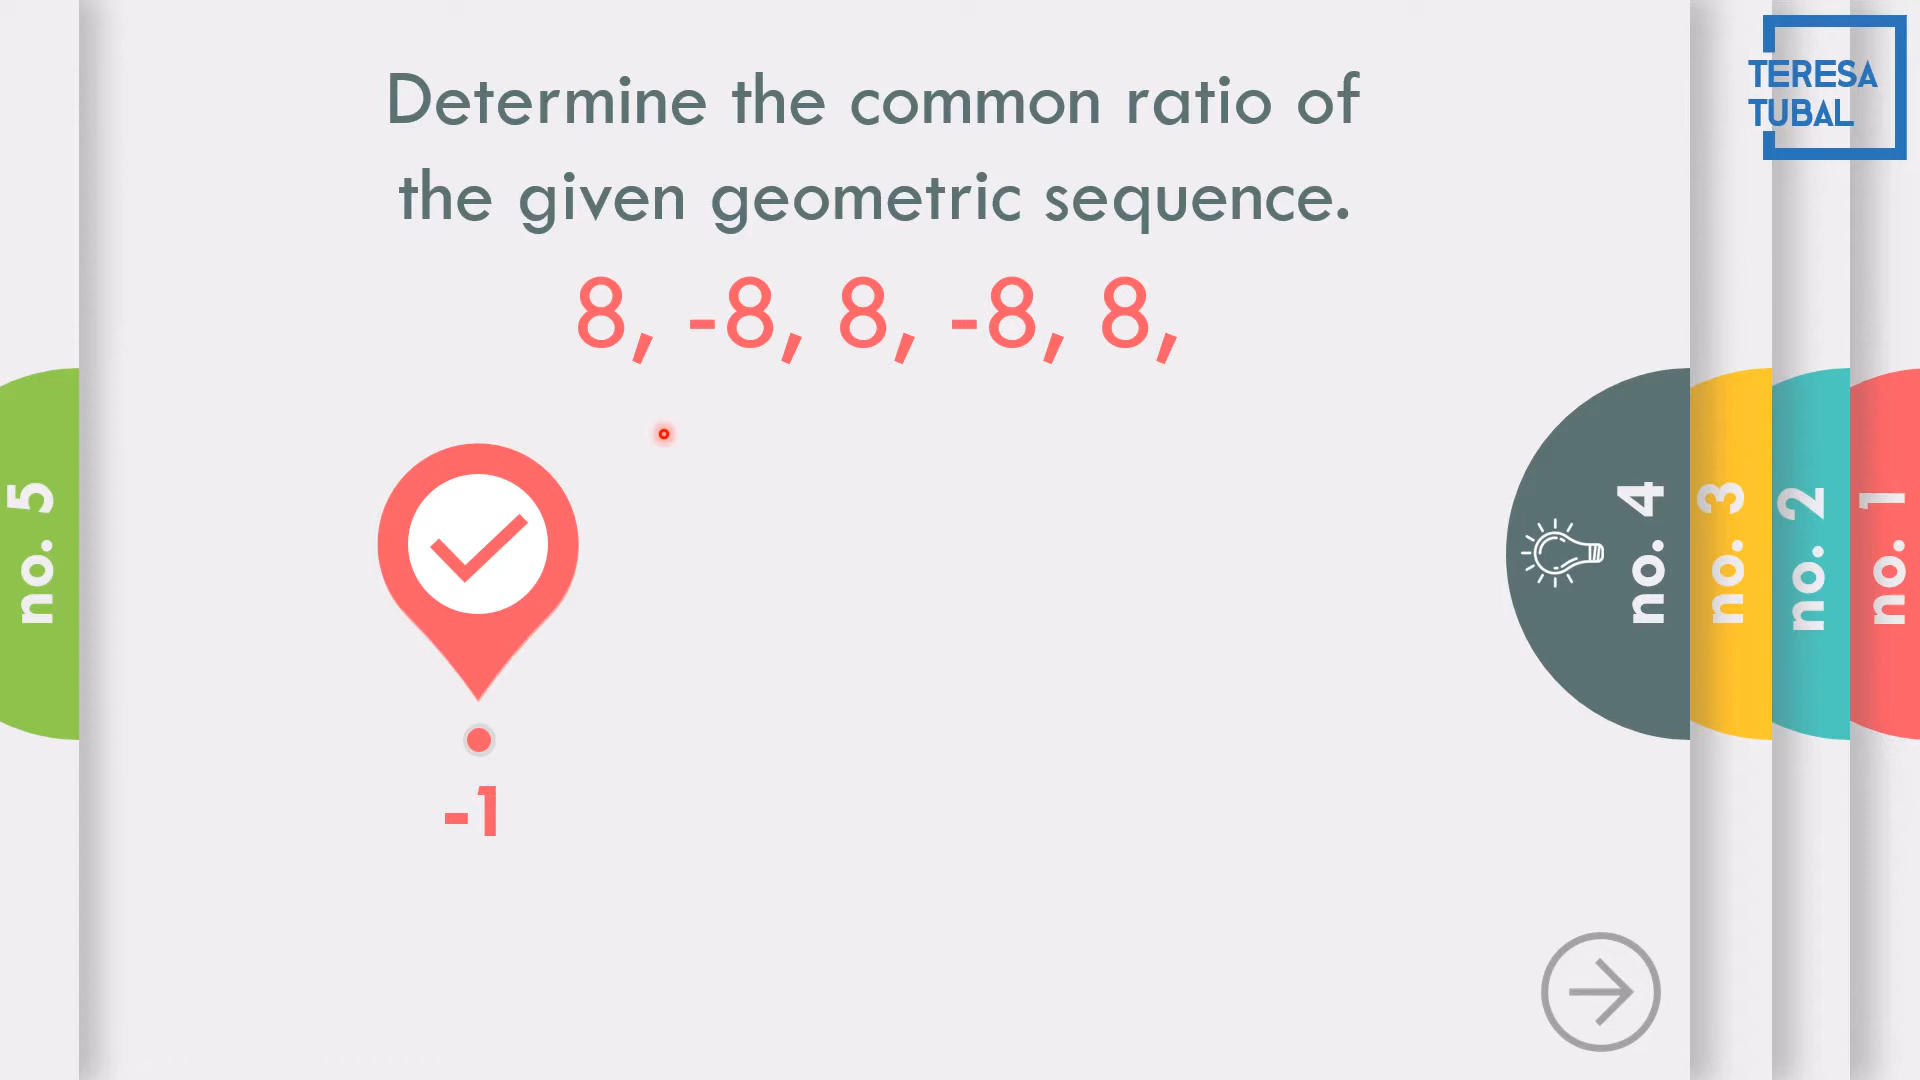 Determine the common ratio of
the given geometric sequence.
8, -8, 8, -8, 8,
-1
no. 5
no. 4
no. 3
no. 2
no. 1
TERESA
TUBAL